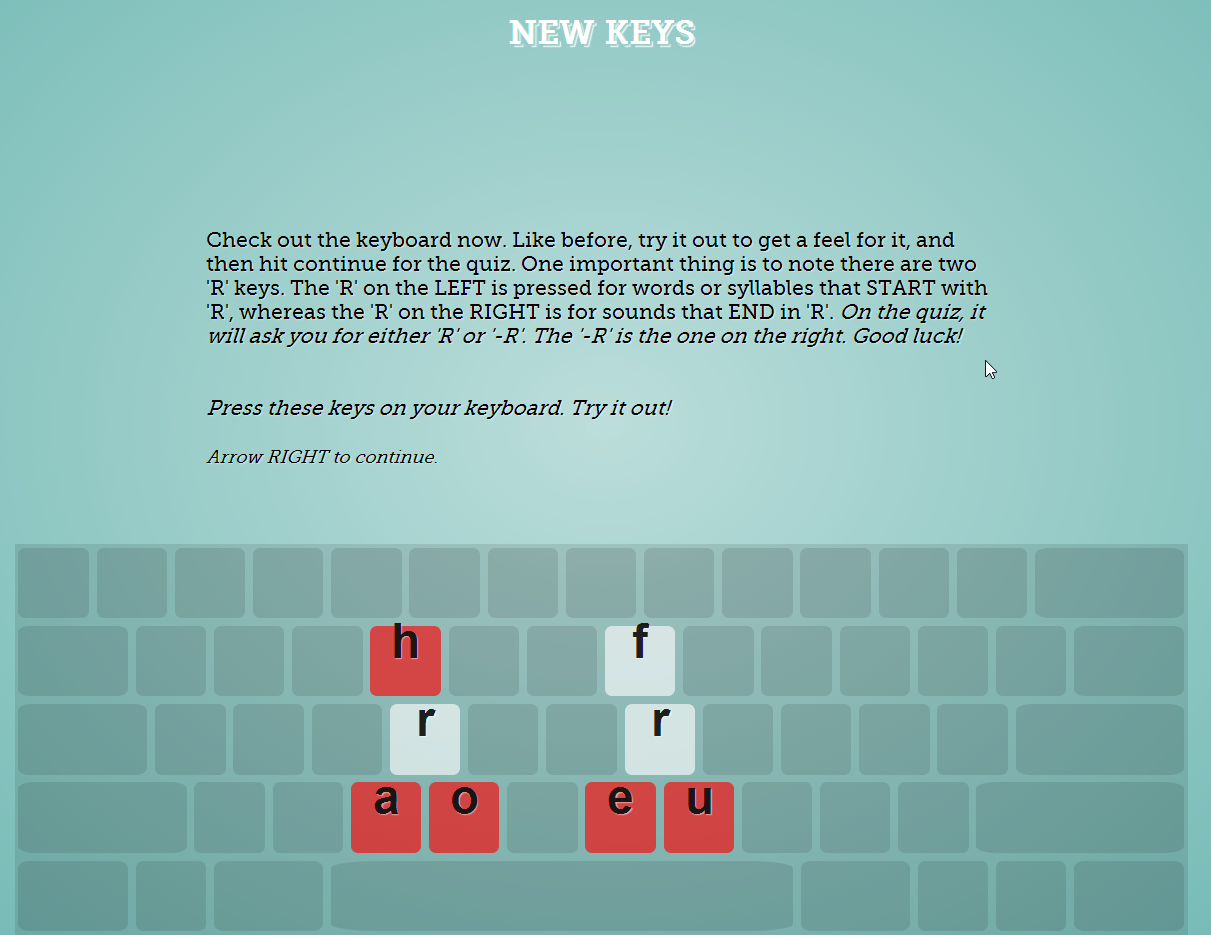 NEW KEYS
Check out the keyboard now. Like before, try it out to get a feel for it, and
then hit continue for the quiz. One important thing is to note there are two
'R' keys. The 'R' on the LEFT is pressed for words or syllables that START with
'R', whereas the 'R' on the RIGHT is for sounds that END in 'R'. On the quiz, it
will ask you for either 'R' or '-R'. The '-R' is the one on the right. Good luck!
Press these keys on your keyboard. Try it out!
Arrow RIGHT to continue.
h f
r r
a o e u